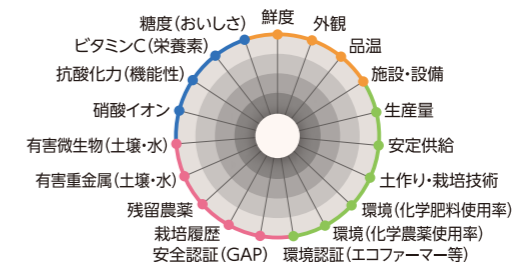 鮮度
外観
品温
施設・設備
生産量
安定供給
土作り・栽培技術
環境(化学肥料使用率)
環境(化学農薬使用率)
環境認証(エコファーマー等)
安全認証(GAP)
栽培履歴
残留農薬
有害重金属(土壌・水)
有害微生物(土壌・水)
硝酸イオン
抗酸化力(機能性)
ビタミンC(栄養素)
糖度(おいしさ)